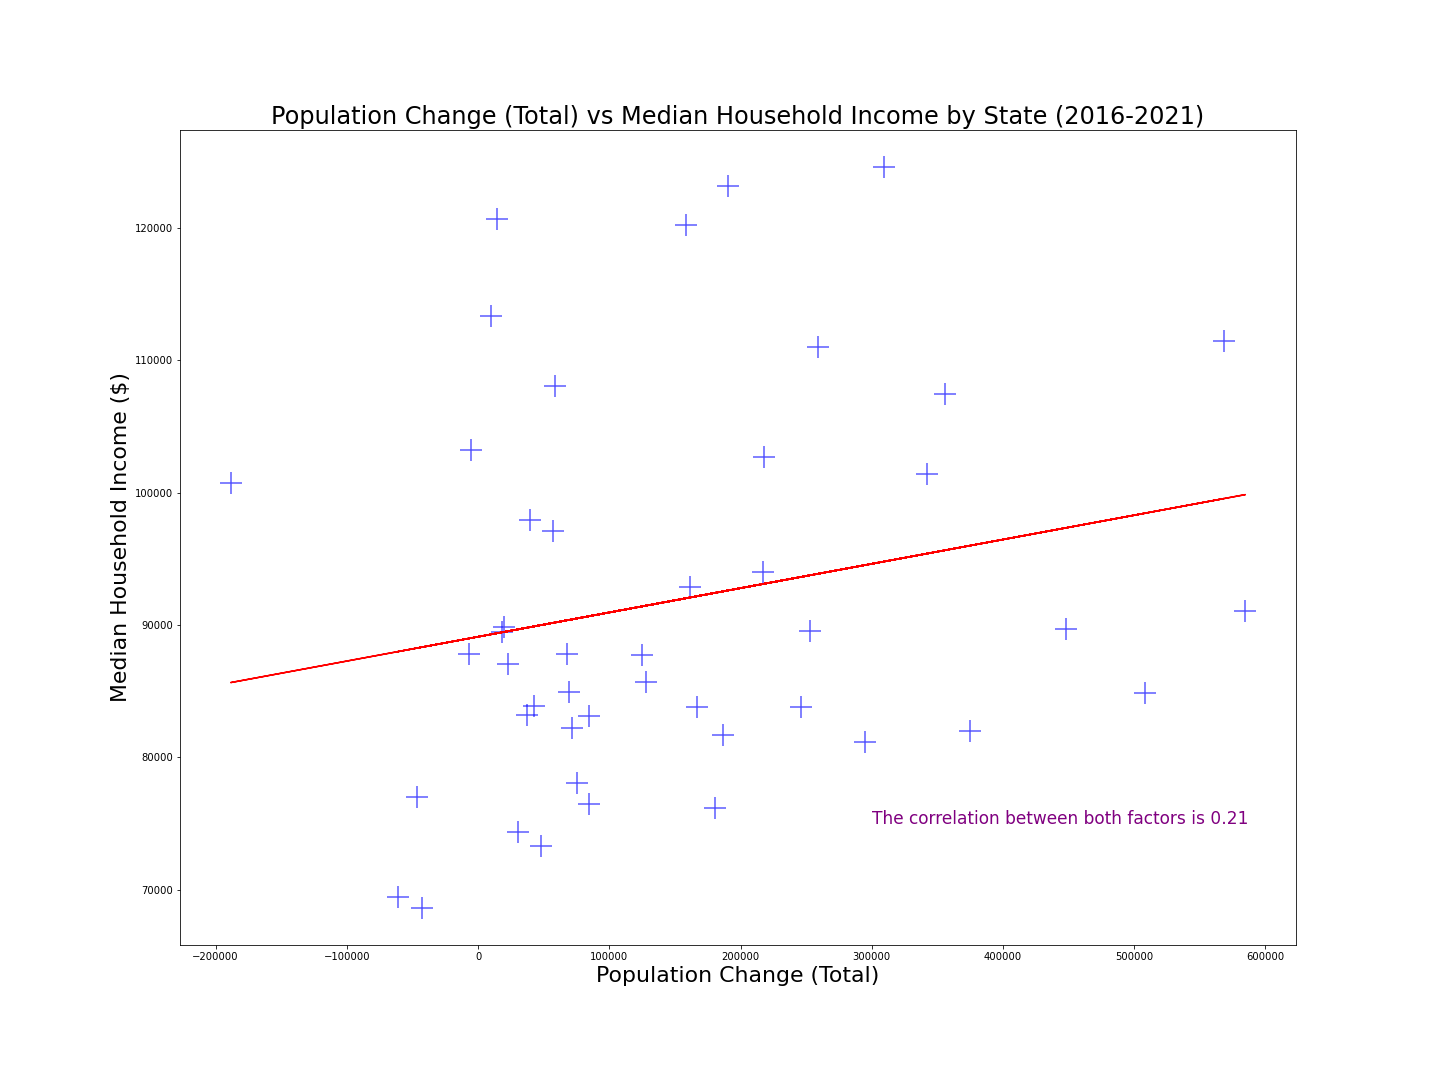 Population Change (Total) vs Median Household Income by State (2016-2021)
Median Household Income ($)
120000
110000
100000
90000
80000
70000
The correlation between both factors is 0.21
−200000 −100000 0 100000 200000 300000 400000 500000 600000
Population Change (Total)